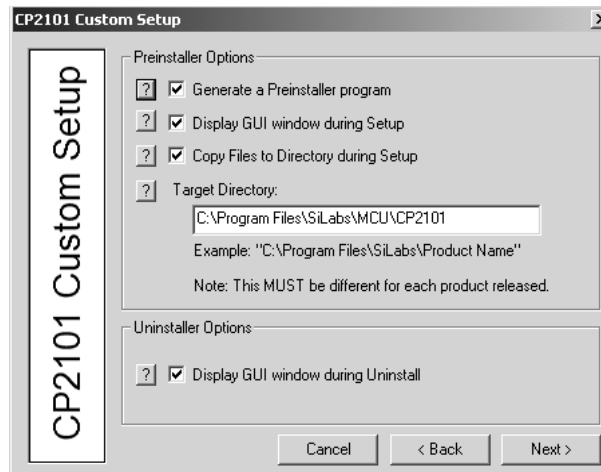 CP2101 Custom Setup
CP2101 Custom Setup
Preinstaller Options
? Generate a Preinstaller program
? Display GUI window during Setup
? Copy Files to Directory during Setup
? Target Directory:
C:\Program Files\SiLabs\MCU\CP2101
Example: "C:\Program Files\SiLabs\Product Name"
Note: This MUST be different for each product released.
Uninstaller Options
? Display GUI window during Uninstall
Cancel < Back Next >